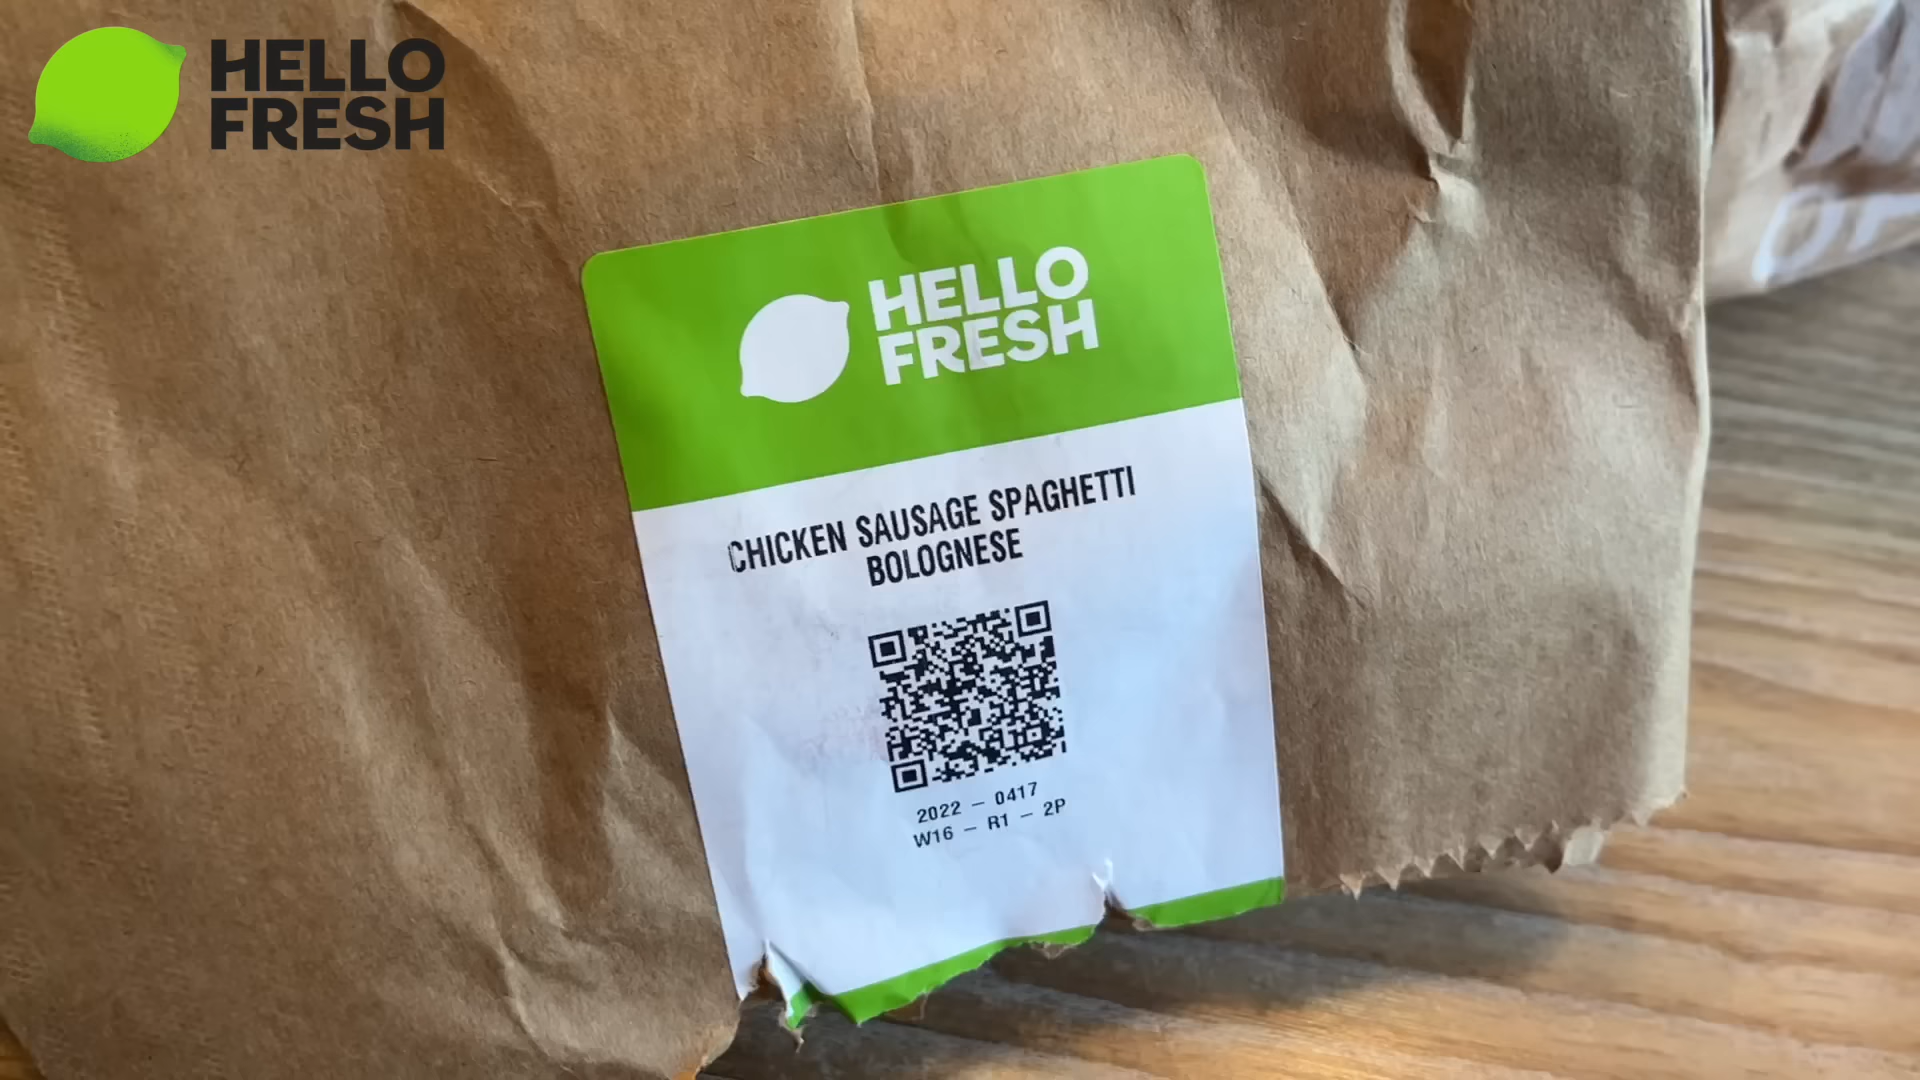 HELLO
FRESH
HELLO
FRESH
CHICKEN SAUSAGE SPAGHETTI
BOLOGNESE
2022 - 0417
W16 - R1 - 2P